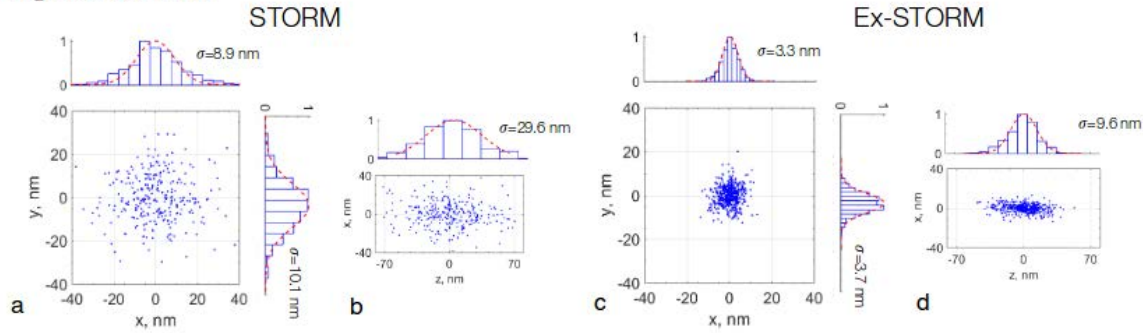 STORM
Ex-STORM
1
0
σ=8.9 nm
40
20
0
-20
-40
y, nm
-40 -20 0 20 40
x, nm
a
0 1
σ=10.1 nm
1
0
σ=29.6 nm
40
0
-40
x, nm
-70 0 70
z, nm
b
1
0
σ=3.3 nm
40
20
0
-20
-40
y, nm
-40 -20 0 20 40
x, nm
c
0 1
σ=3.7 nm
1
0
σ=9.6 nm
40
0
-40
x, nm
-70 0 70
z, nm
d